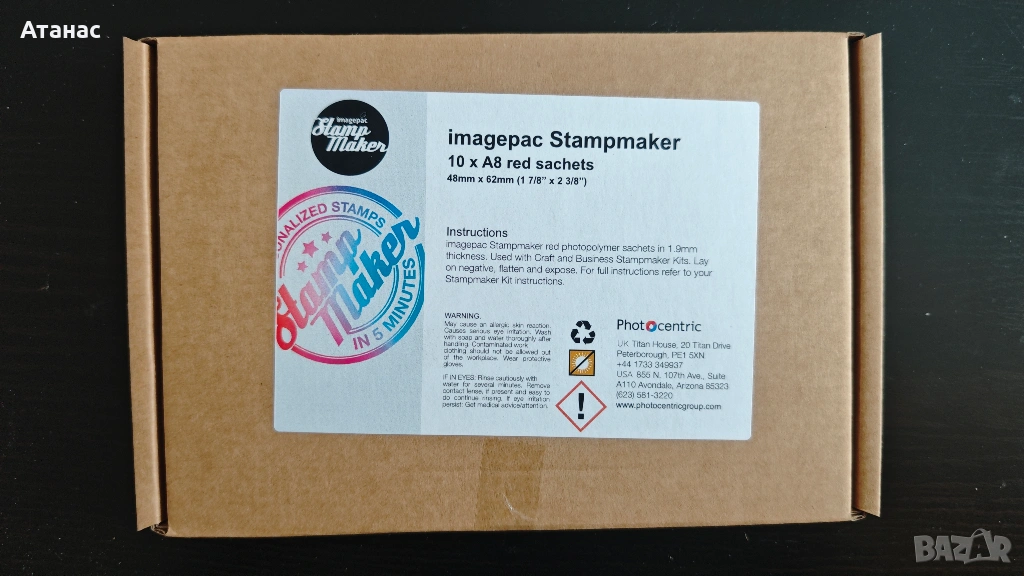 Атанас
imagepac
Stamp
Maker
imagepac Stampmaker
10 x A8 red sachets
48mm x 62mm (1 7/8" x 2 3/8")
ONALIZED STAMPS
Stamp
Maker
IN 5 MINUTES
Instructions
imagepac Stampmaker red photopolymer sachets in 1.9mm
thickness. Used with Craft and Business Stampmaker Kits. Lay
on negative, flatten and expose. For full instructions refer to your
Stampmaker Kit instructions.
WARNING.
May cause an allergic skin reaction.
Causes serious eye irritation. Wash
with soap and water thoroughly after
handling. Contaminated work
clothing should not be allowed out
of the workplace. Wear protective
gloves.
IF IN EYES: Rinse cautiously with
water for several minutes. Remove
contact lense, if present and easy to
do continue rinsing. If eye irritation
persist: Get medical advice/attention.
Photocentric
UK Titan House, 20 Titan Drive
Peterborough, PE1 5XN
+44 1733 349937
USA 855 N. 107th Ave., Suite
A110 Avondale, Arizona 85323
(623) 581-3220
www.photocentricgroup.com
BAZAR